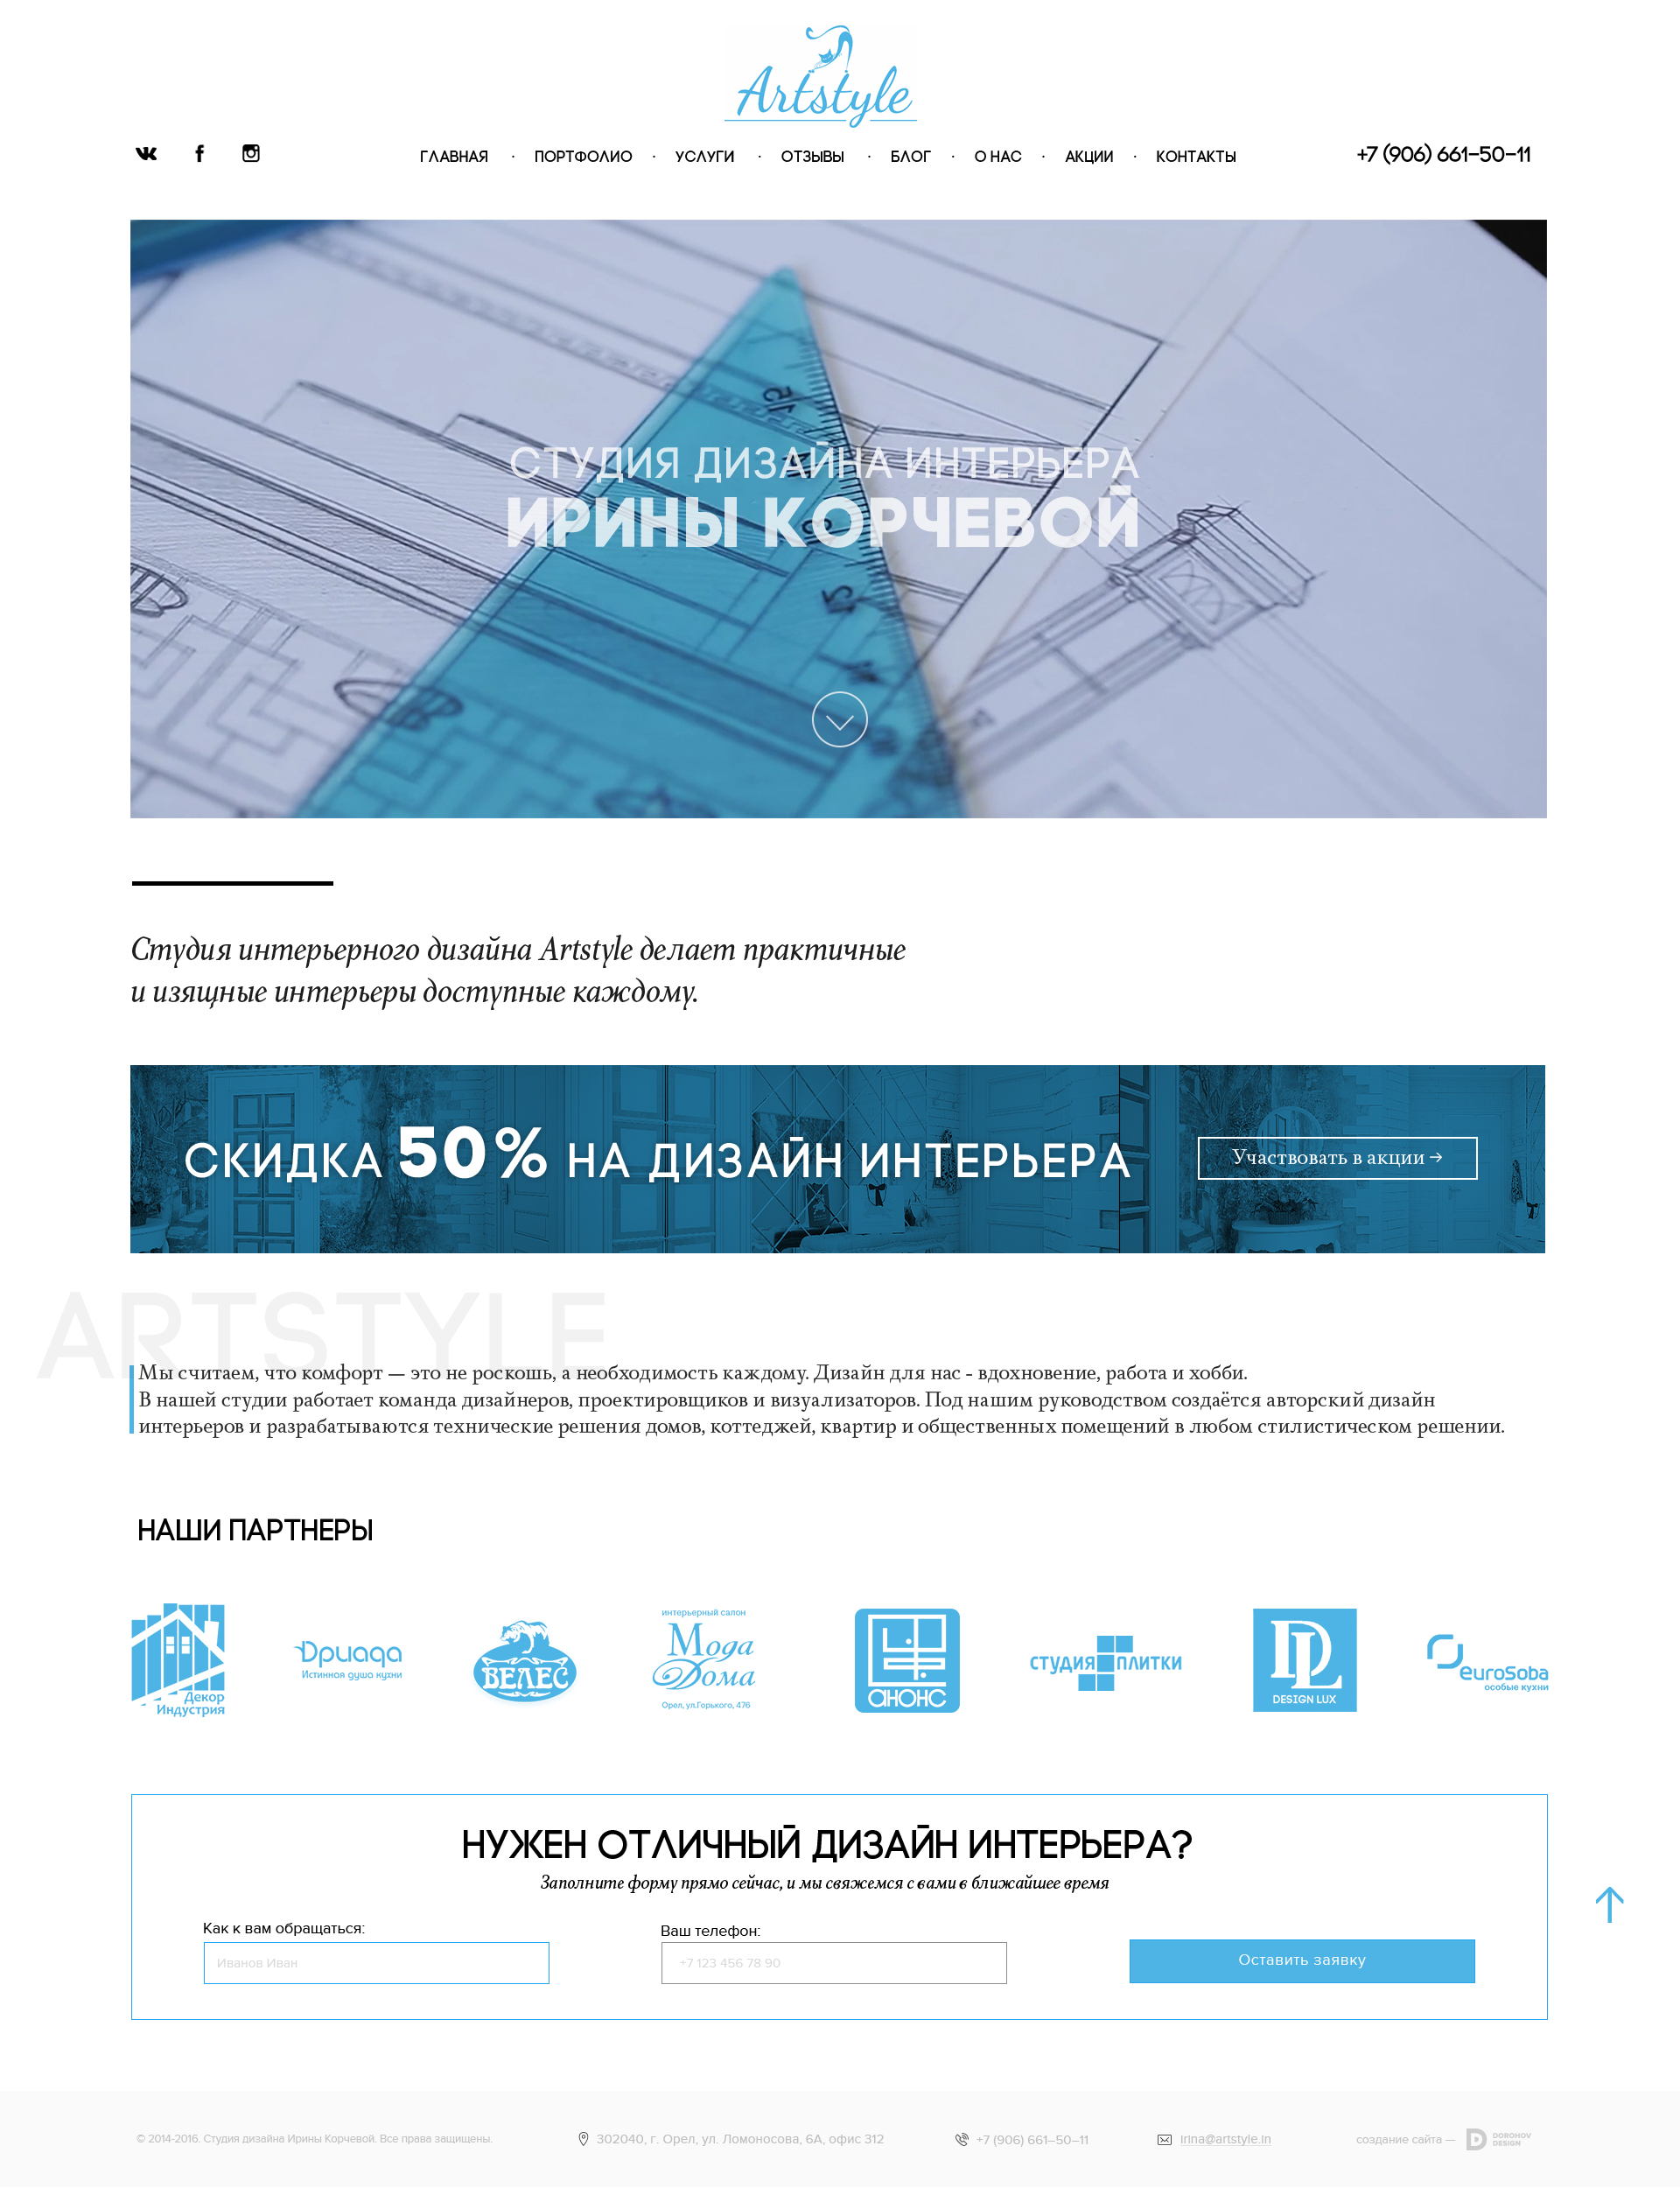 Artstyle
ГЛАВНАЯ · ПОРТФОЛИО · УСЛУГИ · ОТЗЫВЫ · БЛОГ · О НАС · АКЦИИ · КОНТАКТЫ
+7 (906) 661-50-11
СТУДИЯ ДИЗАЙНА ИНТЕРЬЕРА
ИРИНЫ КОРЧЕВОЙ
Студия интерьерного дизайна Artstyle делает практичные
и изящные интерьеры доступные каждому.
СКИДКА 50% НА ДИЗАЙН ИНТЕРЬЕРА
Участвовать в акции →
ARTSTYLE
Мы считаем, что комфорт — это не роскошь, а необходимость каждому. Дизайн для нас - вдохновение, работа и хобби.
В нашей студии работает команда дизайнеров, проектировщиков и визуализаторов. Под нашим руководством создаётся авторский дизайн
интерьеров и разрабатываются технические решения домов, коттеджей, квартир и общественных помещений в любом стилистическом решении.
НАШИ ПАРТНЕРЫ
Декор
Индустрия
Дриада
Истинная душа кухни
ВЕЛЕС
интерьерный салон
Мода
Дома
Орел, ул.Горького, 47б
АНОНС
СТУДИЯ ПЛИТКИ
DL
DESIGN LUX
euroSoba
особые кухни
НУЖЕН ОТЛИЧНЫЙ ДИЗАЙН ИНТЕРЬЕРА?
Заполните форму прямо сейчас, и мы свяжемся с вами в ближайшее время
Как к вам обращаться:
Иванов Иван
Ваш телефон:
+7 123 456 78 90
Оставить заявку
© 2014-2016. Студия дизайна Ирины Корчевой. Все права защищены.
302040, г. Орел, ул. Ломоносова, 6А, офис 312
+7 (906) 661–50–11
irina@artstyle.in
создание сайта —
DOROHOV
DESIGN